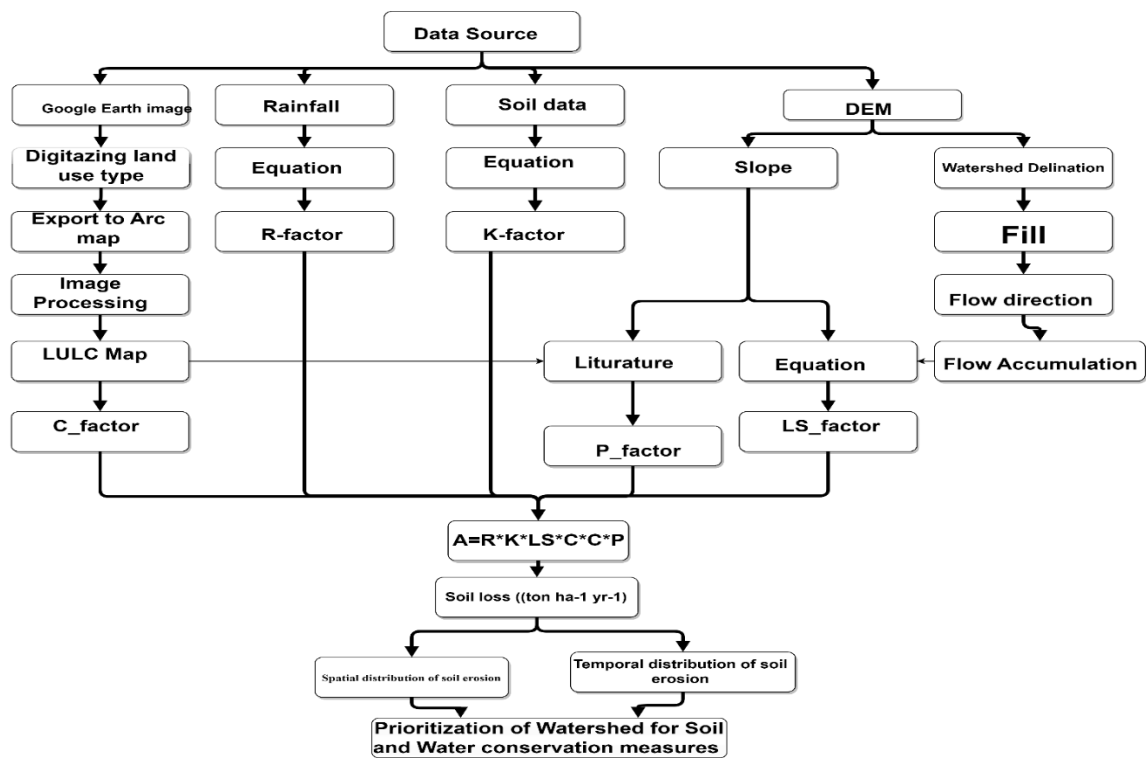 Data Source
Google Earth image
Rainfall
Soil data
DEM
Digitazing land
use type
Equation
Equation
Slope
Watershed Delination
Export to Arc
map
R-factor
K-factor
Fill
Image
Processing
Flow direction
LULC Map
Liturature
Equation
Flow Accumulation
C_factor
P_factor
LS_factor
A=R*K*LS*C*C*P
Soil loss ((ton ha-1 yr-1)
Spatial distribution of soil erosion
Temporal distribution of soil
erosion
Prioritization of Watershed for Soil
and Water conservation measures